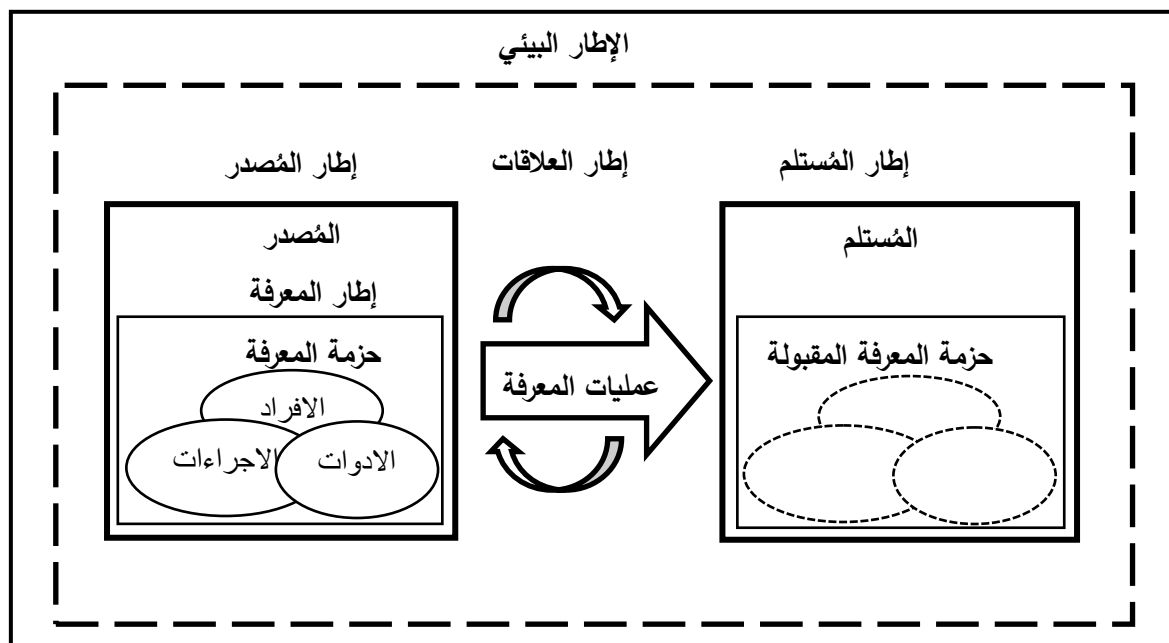 الإطار البيئي
إطار المُستلم
إطار العلاقات
إطار المُصدر
المُستلم
حزمة المعرفة المقبولة
عمليات المعرفة
المُصدر
إطار المعرفة
حزمة المعرفة
الافراد
الادوات
الاجراءات